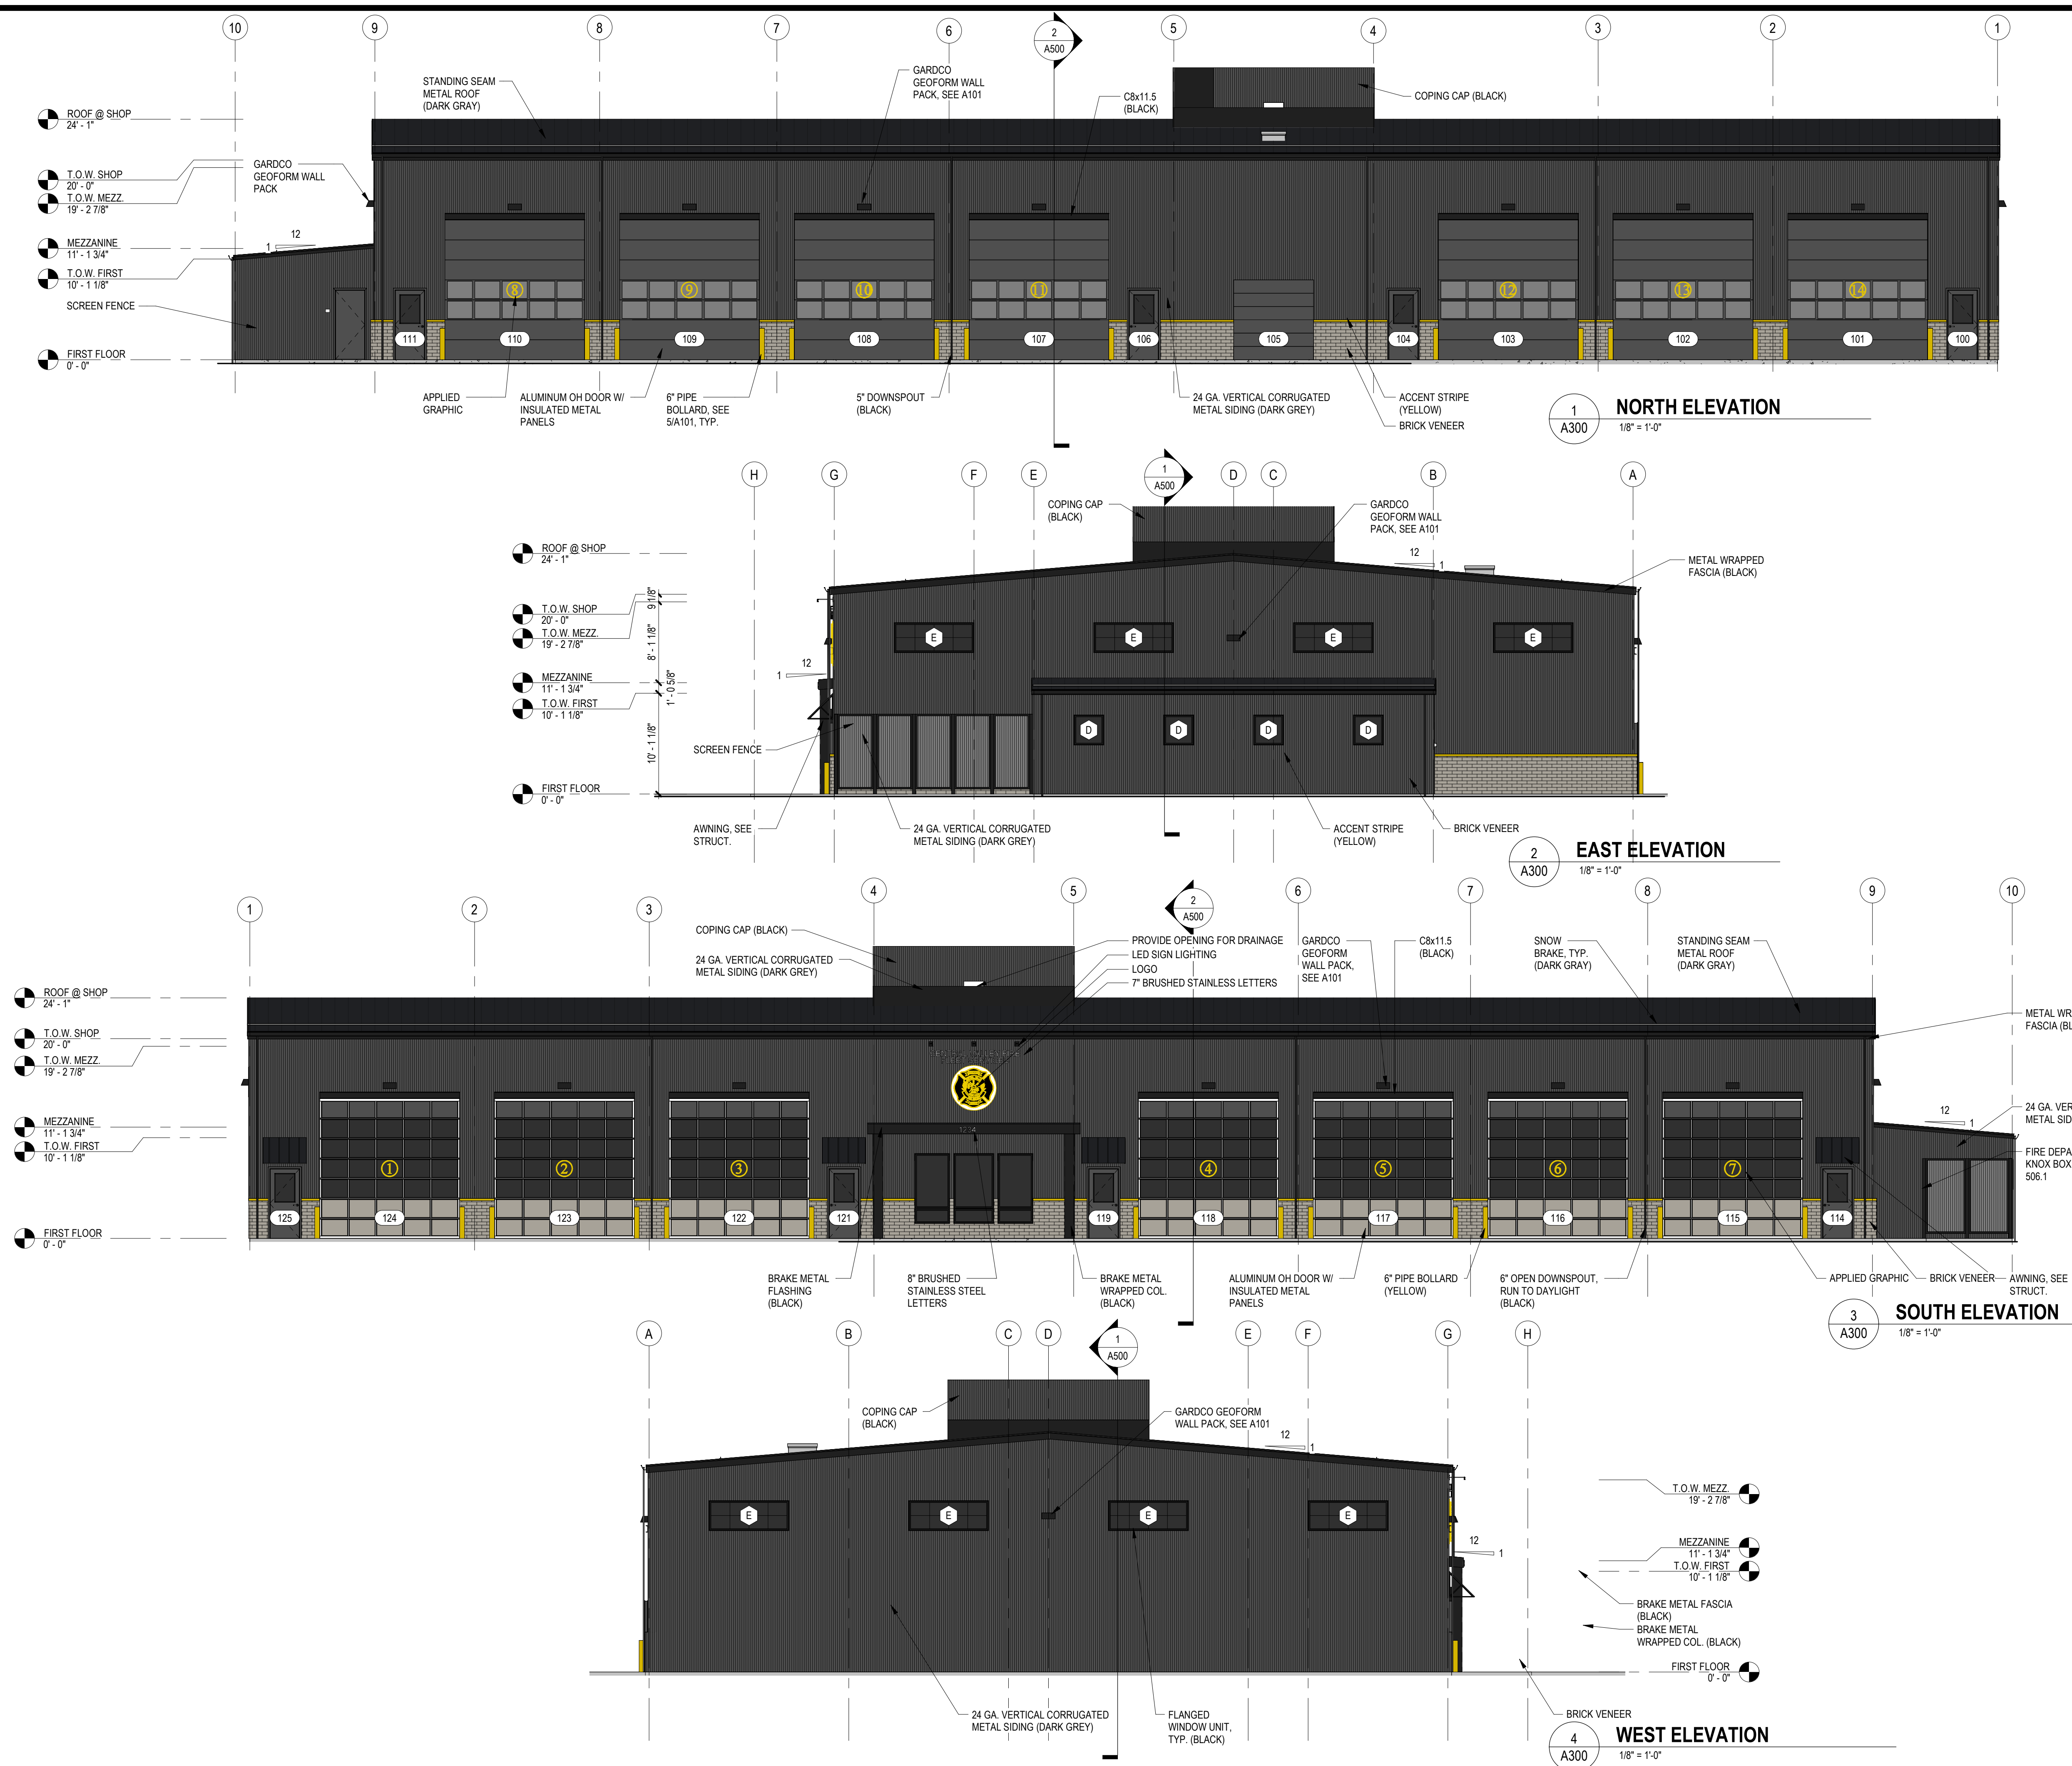 10
9
8
7
6
2
A500
5
4
3
2
1
STANDING SEAM
METAL ROOF
(DARK GRAY)
GARDCO
GEOFORM WALL
PACK, SEE A101
C8x11.5
(BLACK)
COPING CAP (BLACK)
ROOF @ SHOP
24' - 1"
GARDCO
GEOFORM WALL
PACK
T.O.W. SHOP
20' - 0"
T.O.W. MEZZ.
19' - 2 7/8"
MEZZANINE
11' - 1 3/4"
T.O.W. FIRST
10' - 1 1/8"
12
1
SCREEN FENCE
FIRST FLOOR
0' - 0"
8
9
10
11
12
13
14
111
110
109
108
107
106
105
104
103
102
101
100
APPLIED
GRAPHIC
ALUMINUM OH DOOR W/
INSULATED METAL
PANELS
6" PIPE
BOLLARD, SEE
5/A101, TYP.
5" DOWNSPOUT
(BLACK)
24 GA. VERTICAL CORRUGATED
METAL SIDING (DARK GREY)
ACCENT STRIPE
(YELLOW)
BRICK VENEER
1
A300
NORTH ELEVATION
1/8" = 1'-0"
H
G
F
E
1
A500
D
C
B
A
COPING CAP
(BLACK)
GARDCO
GEOFORM WALL
PACK, SEE A101
12
1
METAL WRAPPED
FASCIA (BLACK)
ROOF @ SHOP
24' - 1"
T.O.W. SHOP
20' - 0"
T.O.W. MEZZ.
19' - 2 7/8"
MEZZANINE
11' - 1 3/4"
T.O.W. FIRST
10' - 1 1/8"
FIRST FLOOR
0' - 0"
9 1/8"
8' - 1 1/8"
1' - 0 5/8"
10' - 1 1/8"
12
1
E
E
E
E
D
D
D
D
SCREEN FENCE
AWNING, SEE
STRUCT.
24 GA. VERTICAL CORRUGATED
METAL SIDING (DARK GREY)
ACCENT STRIPE
(YELLOW)
BRICK VENEER
2
A300
EAST ELEVATION
1/8" = 1'-0"
1
2
3
4
5
2
A500
6
7
8
9
10
COPING CAP (BLACK)
24 GA. VERTICAL CORRUGATED
METAL SIDING (DARK GREY)
PROVIDE OPENING FOR DRAINAGE
LED SIGN LIGHTING
LOGO
7" BRUSHED STAINLESS LETTERS
GARDCO
GEOFORM
WALL PACK,
SEE A101
C8x11.5
(BLACK)
SNOW
BRAKE, TYP.
(DARK GRAY)
STANDING SEAM
METAL ROOF
(DARK GRAY)
ROOF @ SHOP
24' - 1"
T.O.W. SHOP
20' - 0"
T.O.W. MEZZ.
19' - 2 7/8"
MEZZANINE
11' - 1 3/4"
T.O.W. FIRST
10' - 1 1/8"
FIRST FLOOR
0' - 0"
METAL WR
FASCIA (BL
24 GA. VER
METAL SID
12
1
FIRE DEPA
KNOX BOX
506.1
1234
1
2
3
4
5
6
7
125
124
123
122
121
119
118
117
116
115
114
BRAKE METAL
FLASHING
(BLACK)
8" BRUSHED
STAINLESS STEEL
LETTERS
BRAKE METAL
WRAPPED COL.
(BLACK)
ALUMINUM OH DOOR W/
INSULATED METAL
PANELS
6" PIPE BOLLARD
(YELLOW)
6" OPEN DOWNSPOUT,
RUN TO DAYLIGHT
(BLACK)
APPLIED GRAPHIC
BRICK VENEER
AWNING, SEE
STRUCT.
3
A300
SOUTH ELEVATION
1/8" = 1'-0"
A
B
C
D
1
A500
E
F
G
H
COPING CAP
(BLACK)
GARDCO GEOFORM
WALL PACK, SEE A101
12
1
E
E
E
E
12
1
T.O.W. MEZZ.
19' - 2 7/8"
MEZZANINE
11' - 1 3/4"
T.O.W. FIRST
10' - 1 1/8"
BRAKE METAL FASCIA
(BLACK)
BRAKE METAL
WRAPPED COL. (BLACK)
FIRST FLOOR
0' - 0"
24 GA. VERTICAL CORRUGATED
METAL SIDING (DARK GREY)
FLANGED
WINDOW UNIT,
TYP. (BLACK)
BRICK VENEER
4
A300
WEST ELEVATION
1/8" = 1'-0"